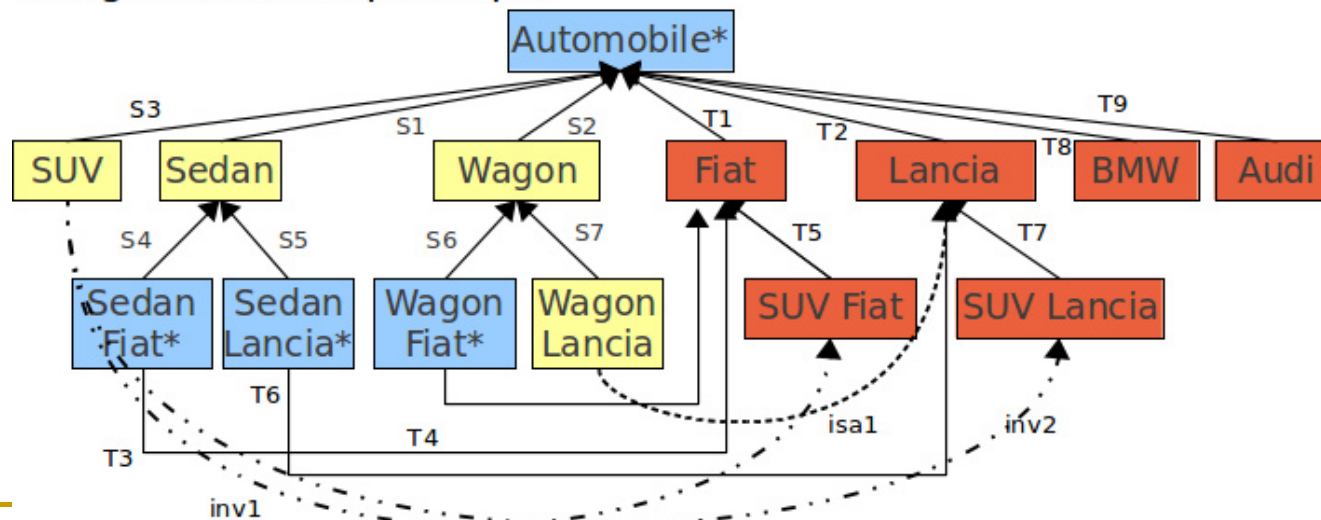 Automobile*
S3
S1
S2
T1
T2
T9
T8
SUV
Sedan
Wagon
Fiat
Lancia
BMW
Audi
S4
S5
S6
S7
T5
T7
Sedan
Fiat*
Sedan
Lancia*
Wagon
Fiat*
Wagon
Lancia
SUV Fiat
SUV Lancia
T6
T3
T4
isa1
inv2
inv1